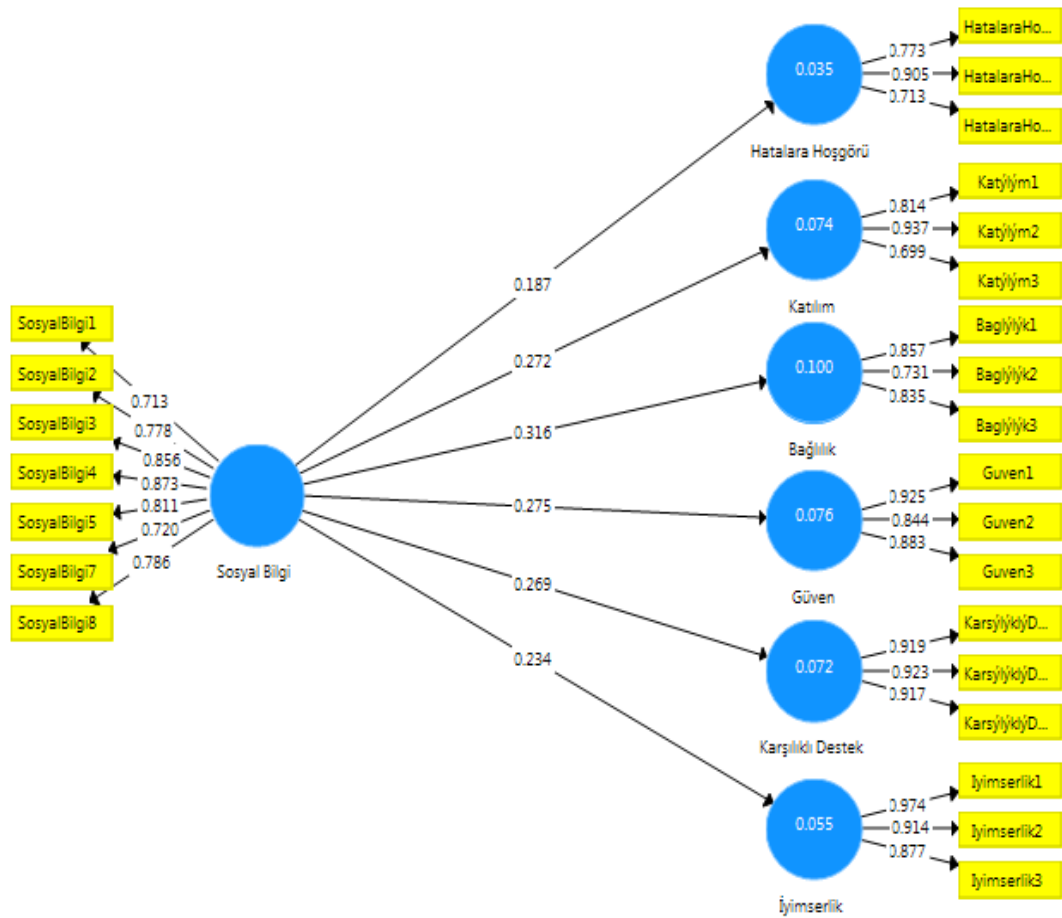 SosyalBilgi1
SosyalBilgi2
SosyalBilgi3
SosyalBilgi4
SosyalBilgi5
SosyalBilgi7
SosyalBilgi8
0.713
0.778
0.856
0.873
0.811
0.720
0.786
Sosyal Bilgi
0.187
0.272
0.316
0.275
0.269
0.234
0.035
Hatalara Hoşgörü
0.773
0.905
0.713
HatalaraHo...
HatalaraHo...
HatalaraHo...
0.074
Katılım
0.814
0.937
0.699
Katýlým1
Katýlým2
Katýlým3
0.100
Bağlılık
0.857
0.731
0.835
Baglýlýk1
Baglýlýk2
Baglýlýk3
0.076
Güven
0.925
0.844
0.883
Guven1
Guven2
Guven3
0.072
Karşılıklı Destek
0.919
0.923
0.917
KarsýlýklýD...
KarsýlýklýD...
KarsýlýklýD...
0.055
İyimserlik
0.974
0.914
0.877
Iyimserlik1
Iyimserlik2
Iyimserlik3